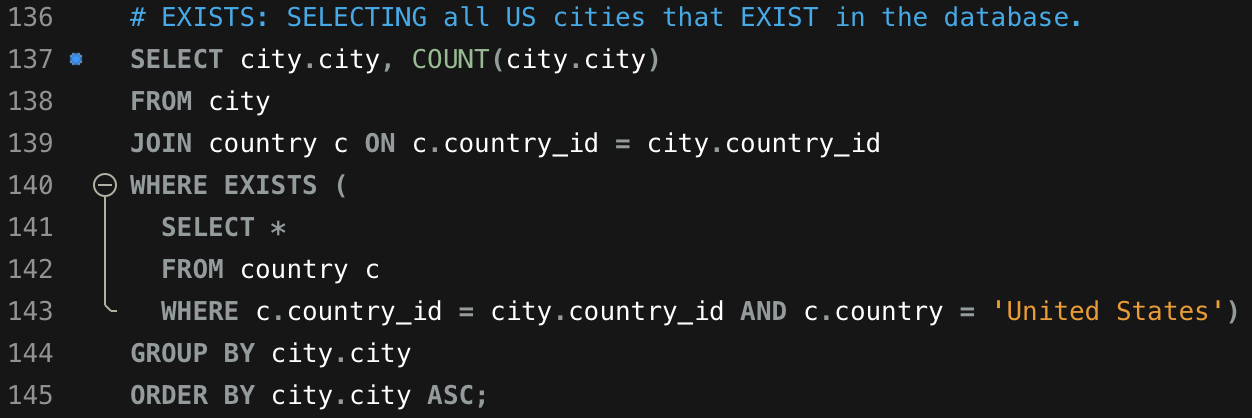 136 # EXISTS: SELECTING all US cities that EXIST in the database.
137 SELECT city.city, COUNT(city.city)
138 FROM city
139 JOIN country c ON c.country_id = city.country_id
140 WHERE EXISTS (
141 SELECT *
142 FROM country c
143 WHERE c.country_id = city.country_id AND c.country = 'United States')
144 GROUP BY city.city
145 ORDER BY city.city ASC;